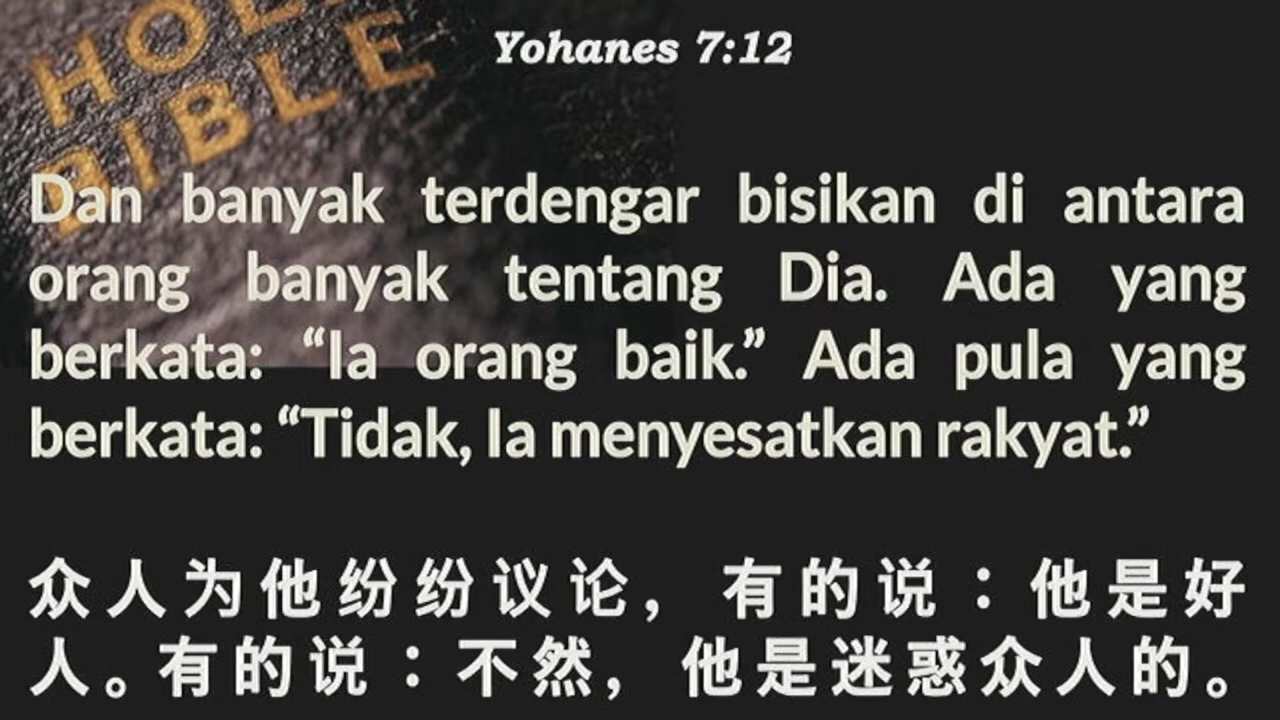 HOL
BIBLE
Yohanes 7:12
Dan banyak terdengar bisikan di antara
orang banyak tentang Dia. Ada yang
berkata: “Ia orang baik.” Ada pula yang
berkata: “Tidak, Ia menyesatkan rakyat.”
众人为他纷纷议论， 有的说：他是好
人。有的说：不然， 他是迷惑众人的。